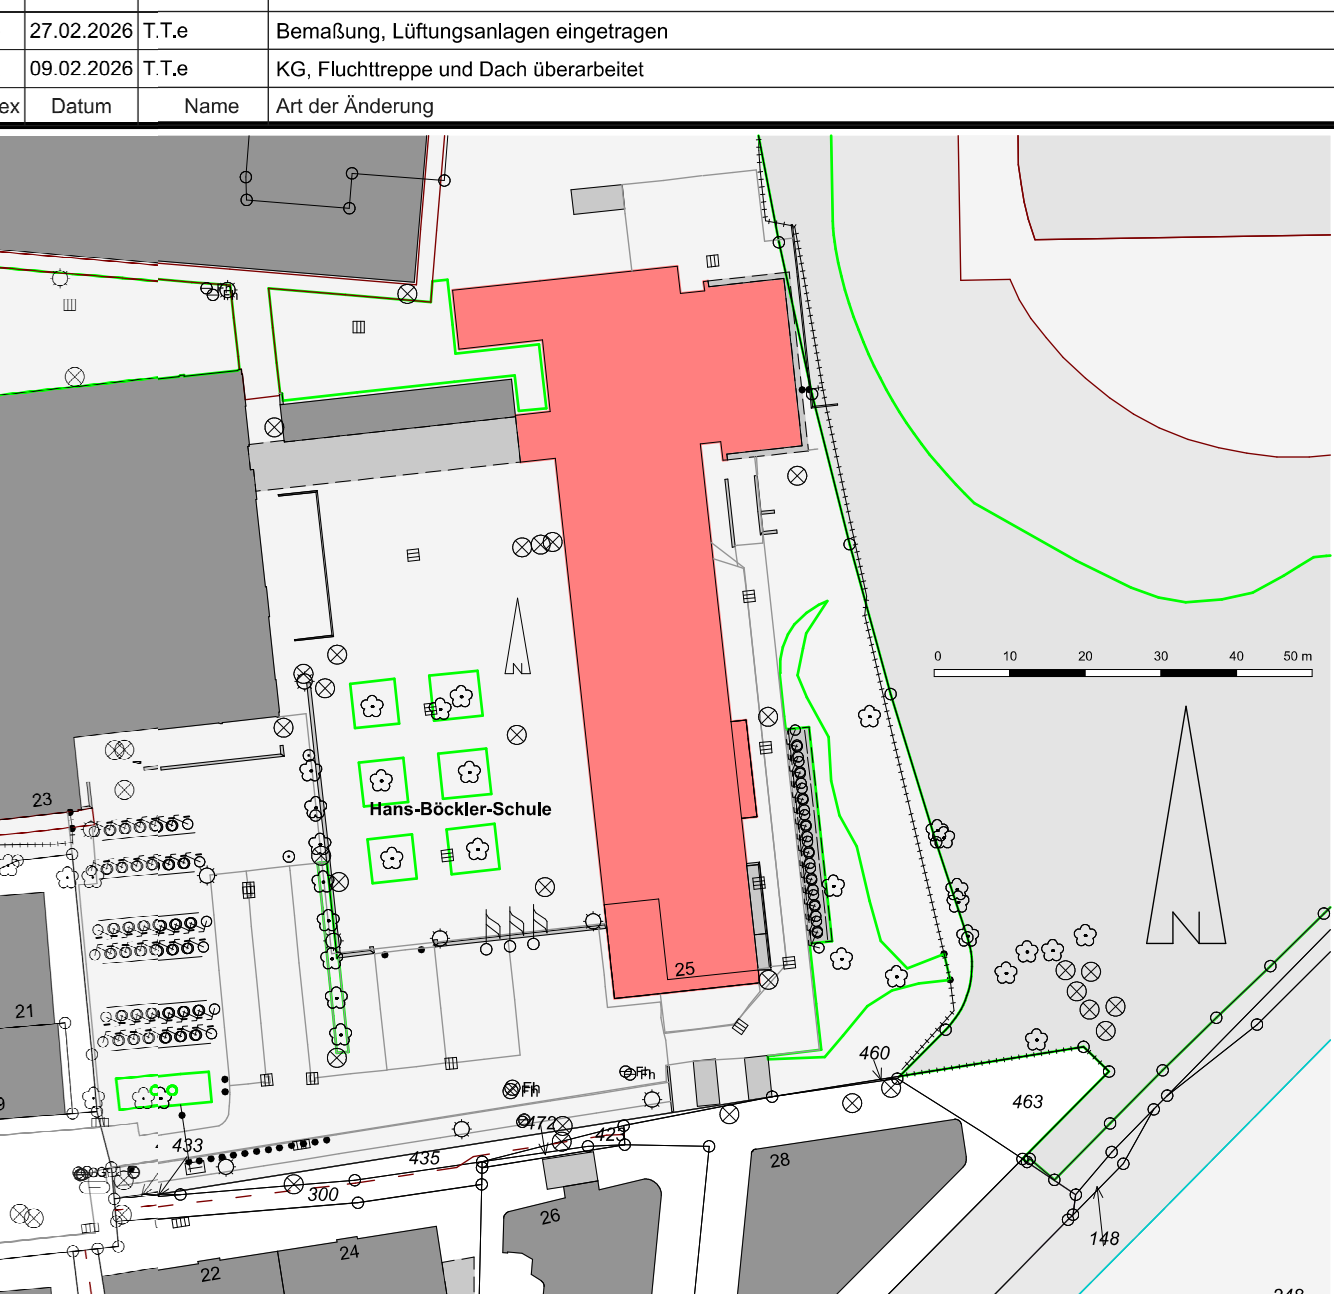 27.02.2026 T.T.e Bemaßung, Lüftungsanlagen eingetragen
09.02.2026 T.T.e KG, Fluchttreppe und Dach überarbeitet
ex Datum Name Art der Änderung
Fh
0 10 20 30 40 50 m
N
23
Hans-Böckler-Schule
N
25
21
460
Fh
Fh
463
9
472
423
433
435
28
300
26
148
24
22
248